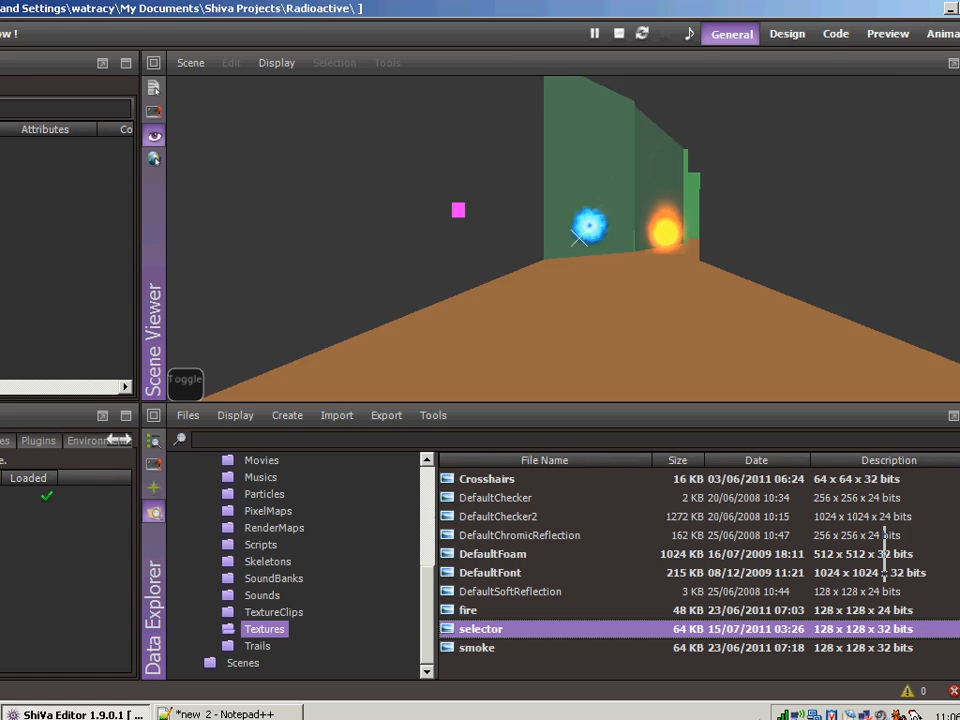 and Settings\watracy\My Documents\Shiva Projects\Radioactive\ ]
ow ! General Design Code Preview Anima
Scene Edit Display Selection Tools
Attributes Co
Scene Viewer
Toggle
Files Display Create Import Export Tools
es Plugins Environm
e.
Loaded
Data Explorer
Movies
Music
Particles
PixelMaps
RenderMaps
Scripts
Skeletons
SoundBanks
Sounds
TextureClips
Textures
Trails
Scenes
File Name Size Date Description
Crosshairs 16 KB 03/06/2011 06:24 64 x 64 x 32 bits
DefaultChecker 2 KB 20/06/2008 10:34 256 x 256 x 24 bits
DefaultChecker2 1272 KB 20/06/2008 10:15 1024 x 1024 x 24 bits
DefaultChromicReflection 162 KB 25/06/2008 10:47 256 x 256 x 24 bits
DefaultFoam 1024 KB 16/07/2009 18:11 512 x 512 x 32 bits
DefaultFont 215 KB 08/12/2009 11:21 1024 x 1024 x 32 bits
DefaultSoftReflection 3 KB 25/06/2008 10:44 128 x 128 x 24 bits
fire 48 KB 23/06/2011 07:03 128 x 128 x 24 bits
selector 64 KB 15/07/2011 03:26 128 x 128 x 32 bits
smoke 64 KB 23/06/2011 07:18 128 x 128 x 32 bits
0
ShiVa Editor 1.9.0.1 [ ... *new 2 - Notepad++ 11:06